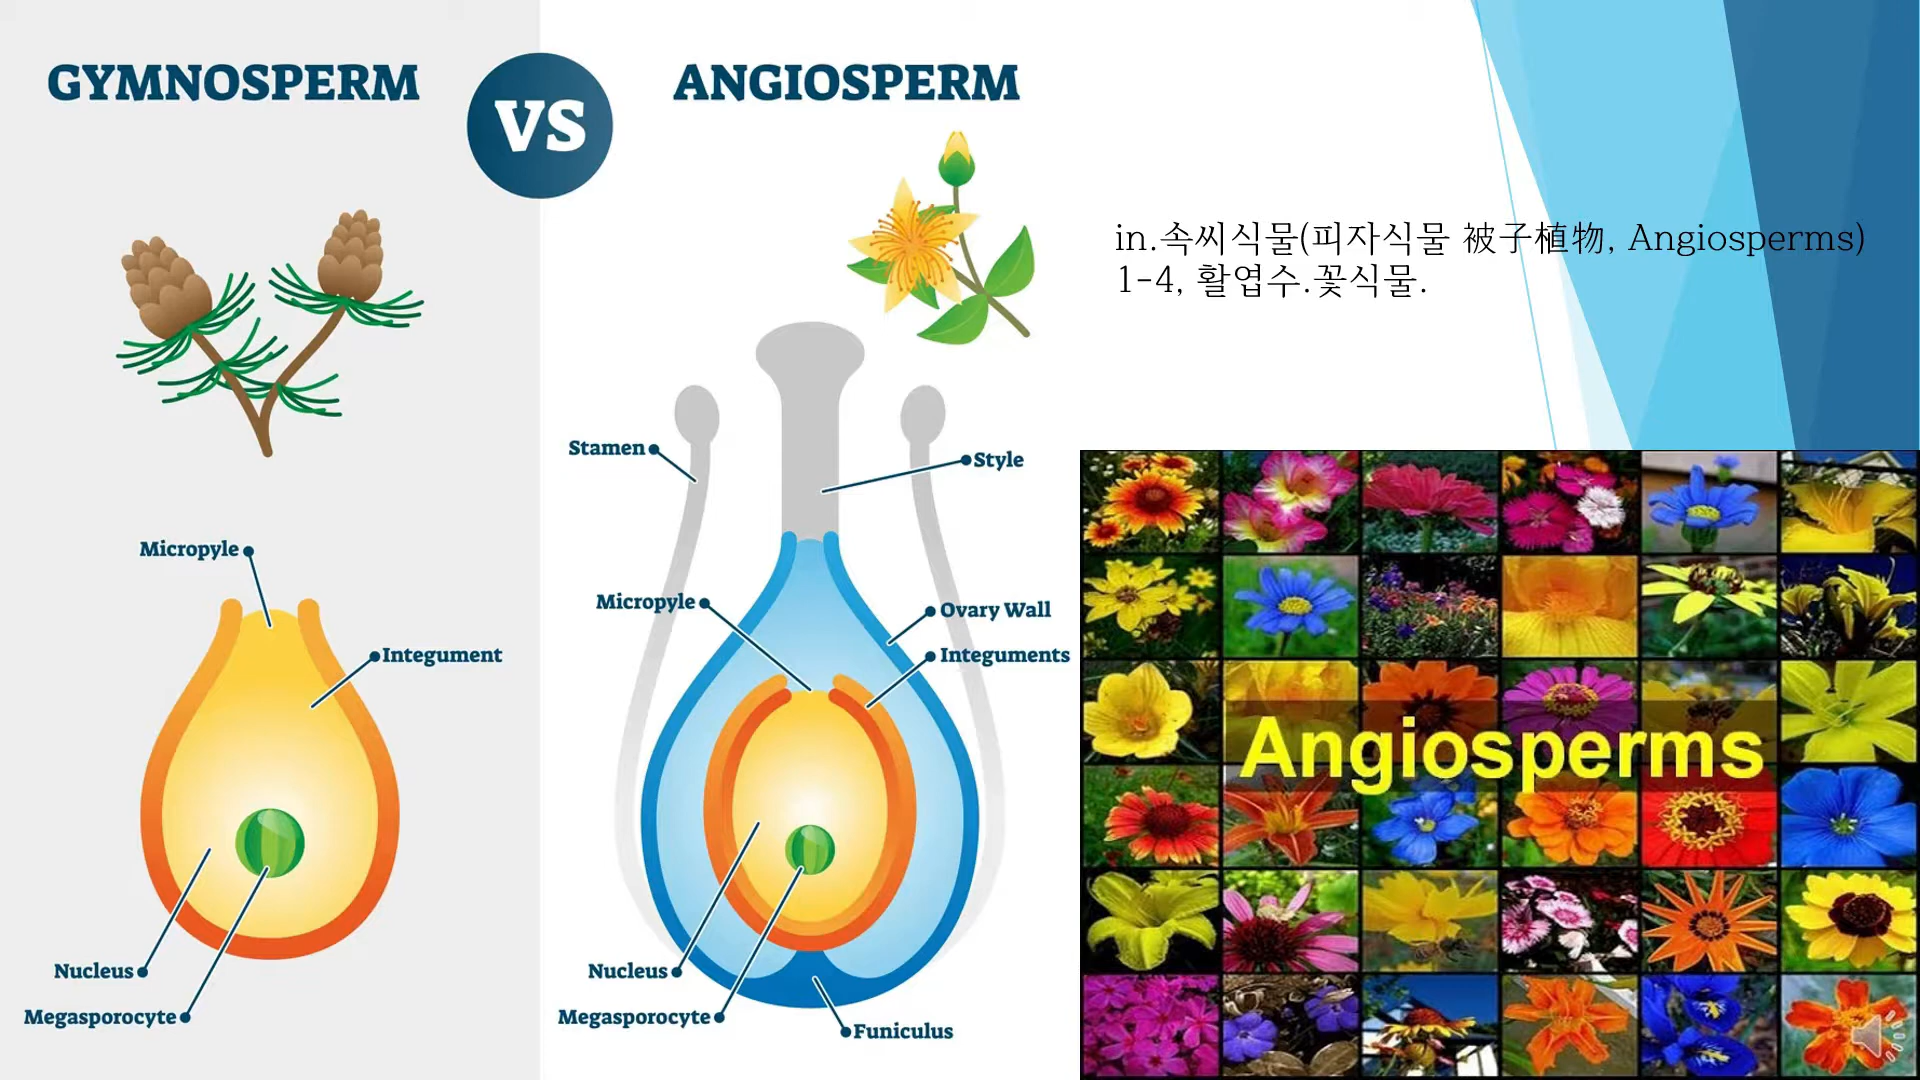 GYMNOSPERM
VS
ANGIOSPERM
in.속씨식물(피자식물 被子植物, Angiosperms)
1-4, 활엽수.꽃식물.
Micropyle
Integument
Nucleus
Megasporocyte
Stamen
Style
Micropyle
Ovary Wall
Integuments
Nucleus
Megasporocyte
Funiculus
Angiosperms